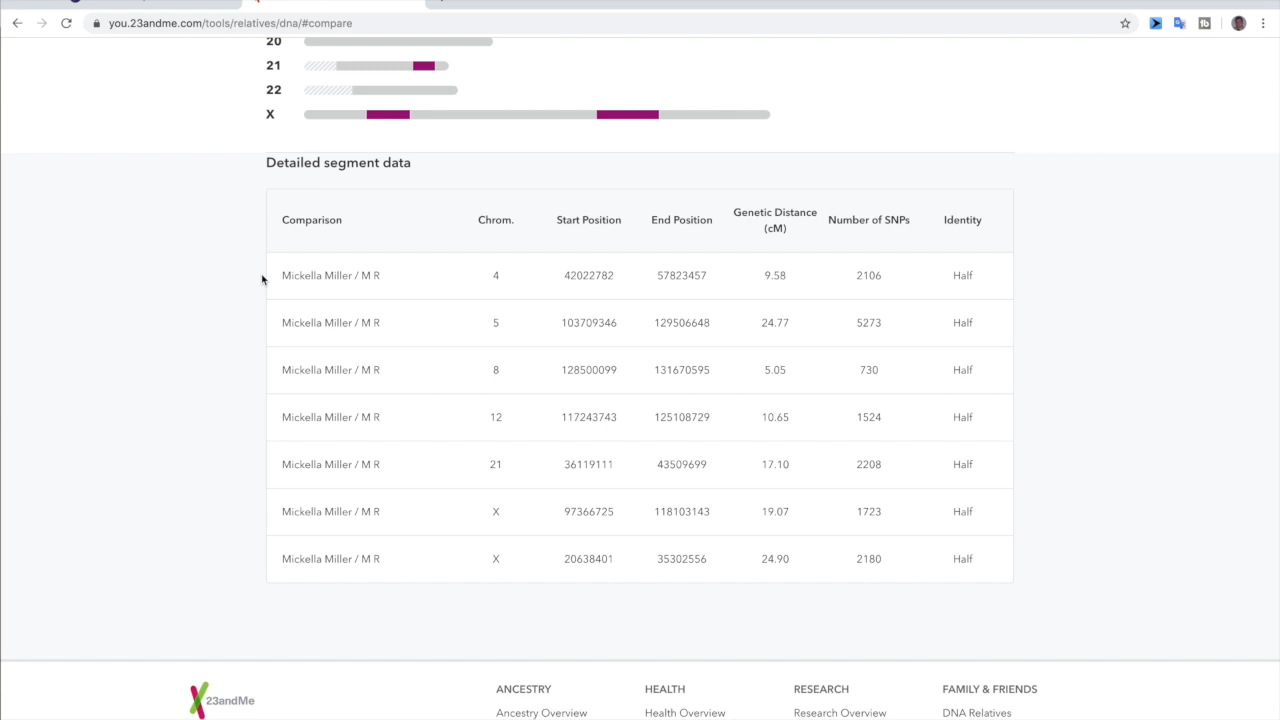 you.23andme.com/tools/relatives/dna/#compare
20
21
22
X
Detailed segment data
Comparison Chrom. Start Position End Position Genetic Distance (cM) Number of SNPs Identity
Mickella Miller / M R 4 42022782 57823457 9.58 2106 Half
Mickella Miller / M R 5 103709346 129506648 24.77 5273 Half
Mickella Miller / M R 8 128500099 131670595 5.05 730 Half
Mickella Miller / M R 12 117243743 125108729 10.65 1524 Half
Mickella Miller / M R 21 36119111 43509699 17.10 2208 Half
Mickella Miller / M R X 97366725 118103143 19.07 1723 Half
Mickella Miller / M R X 20638401 35302556 24.90 2180 Half
23andMe
ANCESTRY HEALTH RESEARCH FAMILY & FRIENDS
Ancestry Overview Health Overview Research Overview DNA Relatives